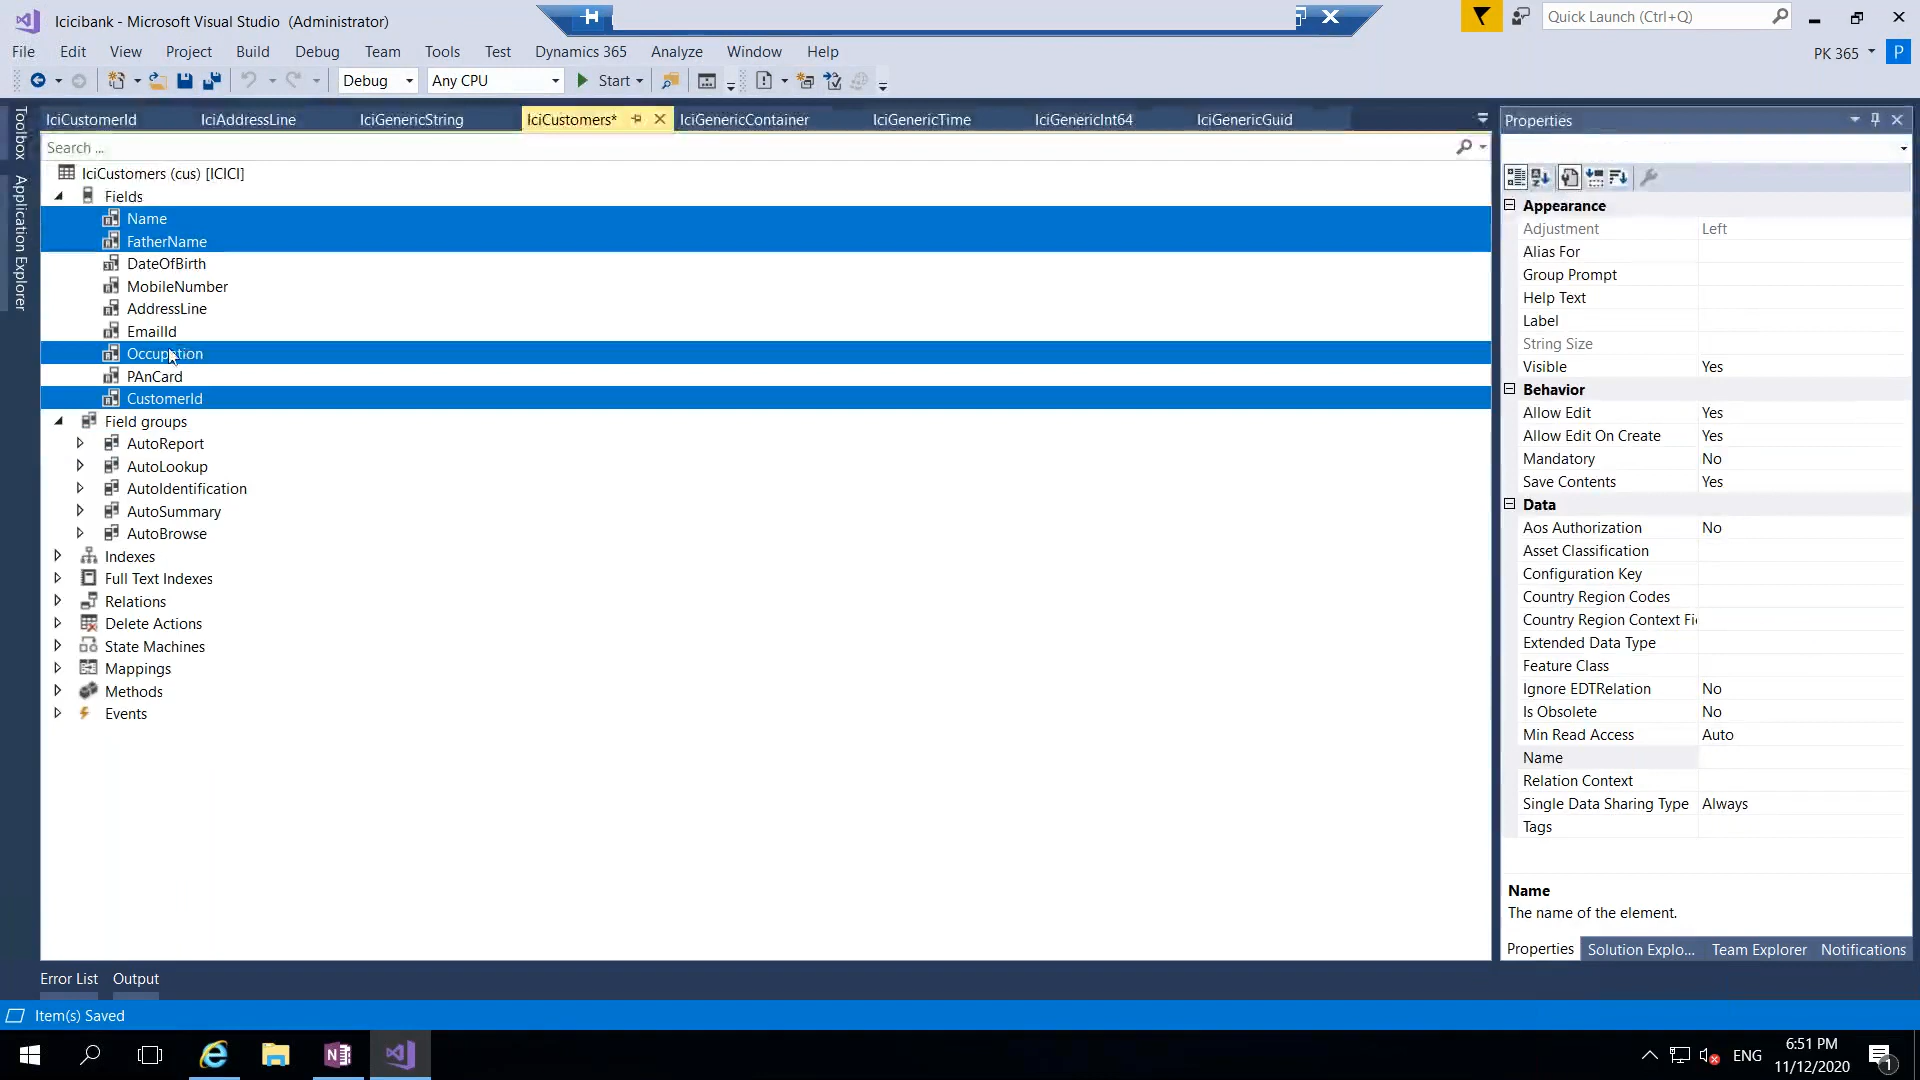 Icicibank - Microsoft Visual Studio (Administrator)
Quick Launch (Ctrl+Q)
File Edit View Project Build Debug Team Tools Test Dynamics 365 Analyze Window Help
PK 365 P
Debug Any CPU Start
Toolbox
Application Explorer
IciCustomerId IciAddressLine IciGenericString IciCustomers* IciGenericContainer IciGenericTime IciGenericInt64 IciGenericGuid
Search ...
IciCustomers (cus) [ICICI]
Fields
Name
FatherName
DateOfBirth
MobileNumber
AddressLine
EmailId
Occupation
PAnCard
CustomerId
Field groups
AutoReport
AutoLookup
AutoIdentification
AutoSummary
AutoBrowse
Indexes
Full Text Indexes
Relations
Delete Actions
State Machines
Mappings
Methods
Events
Properties
Appearance
Adjustment Left
Alias For
Group Prompt
Help Text
Label
String Size
Visible Yes
Behavior
Allow Edit Yes
Allow Edit On Create Yes
Mandatory No
Save Contents Yes
Data
Aos Authorization No
Asset Classification
Configuration Key
Country Region Codes
Country Region Context Fi
Extended Data Type
Feature Class
Ignore EDTRelation No
Is Obsolete No
Min Read Access Auto
Name
Relation Context
Single Data Sharing Type Always
Tags
Name
The name of the element.
Properties Solution Explo... Team Explorer Notifications
Error List Output
Item(s) Saved
ENG
6:51 PM
11/12/2020
1